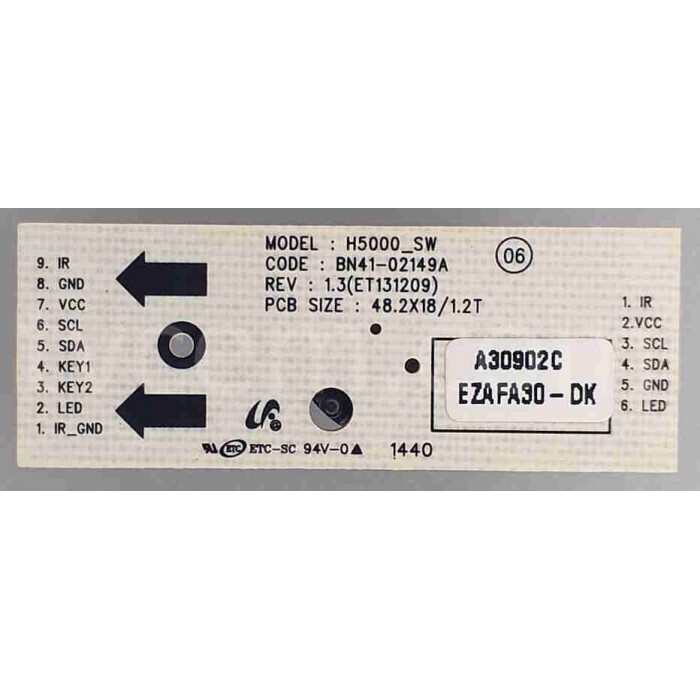 MODEL : H5000_SW
CODE : BN41-02149A
REV : 1.3(ET131209)
PCB SIZE : 48.2X18/1.2T
06
9. IR
8. GND
7. VCC
6. SCL
5. SDA
4. KEY1
3. KEY2
2. LED
1. IR_GND
1. IR
2.VCC
3. SCL
4. SDA
5. GND
6. LED
A30902C
EZAFA30-DK
ETC ETC-SC 94V-0 1440